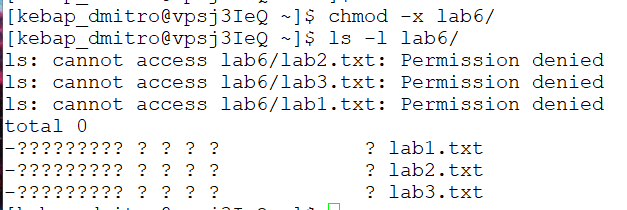 [kebap_dmitro@vpsj3IeQ ~]$ chmod -x lab6/
[kebap_dmitro@vpsj3IeQ ~]$ ls -l lab6/
ls: cannot access lab6/lab2.txt: Permission denied
ls: cannot access lab6/lab3.txt: Permission denied
ls: cannot access lab6/lab1.txt: Permission denied
total 0
-????????? ? ? ? ?            ? lab1.txt
-????????? ? ? ? ?            ? lab2.txt
-????????? ? ? ? ?            ? lab3.txt
[kebap_dmitro@vpsj3IeQ ~]$